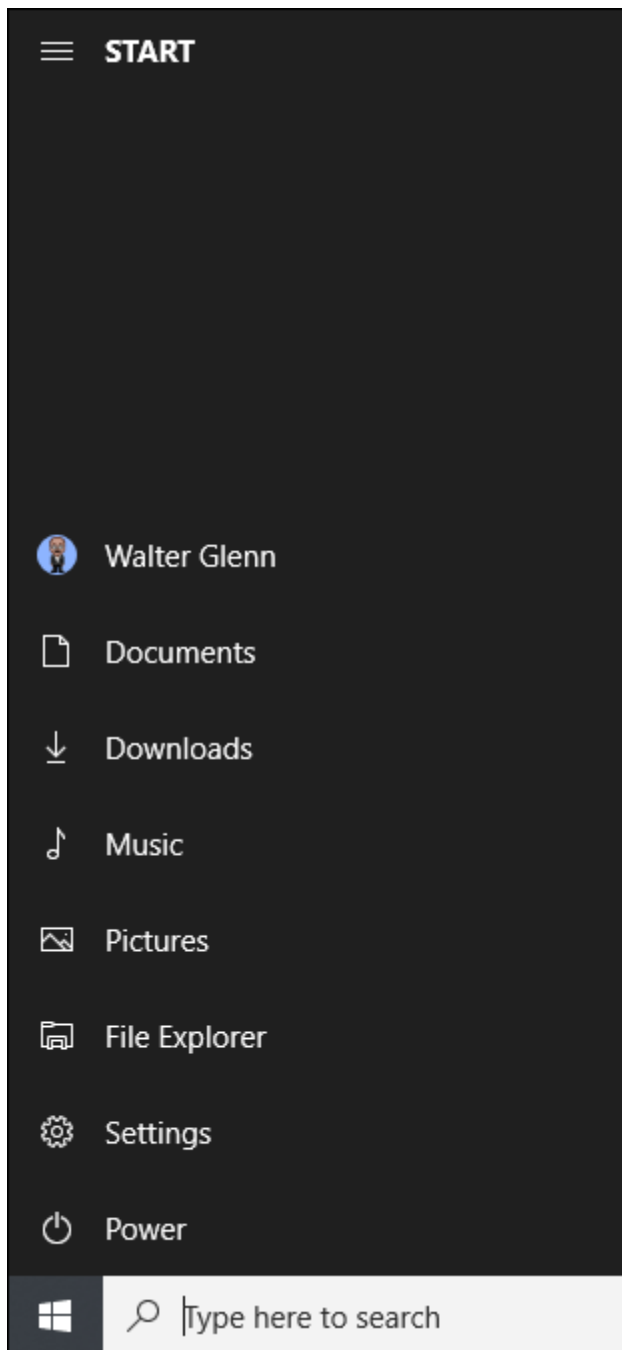 START
Walter Glenn
Documents
Downloads
Music
Pictures
File Explorer
Settings
Power
Type here to search